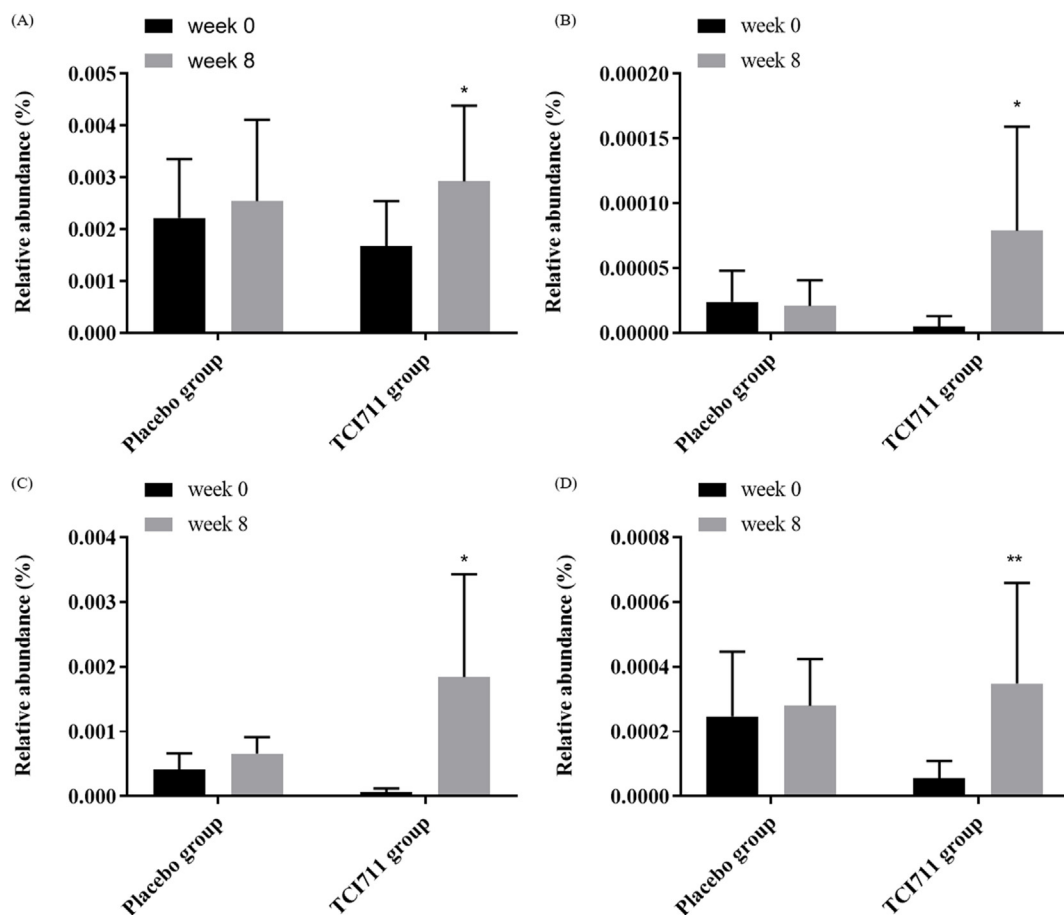 (A)
week 0
week 8
Relative abundance (%)
0.005
*
0.004
0.003
0.002
0.001
0.000
Placebo group
TCI711 group
(B)
week 0
week 8
Relative abundance (%)
0.00020
*
0.00015
0.00010
0.00005
0.00000
Placebo group
TCI711 group
(C)
week 0
week 8
Relative abundance (%)
0.004
*
0.003
0.002
0.001
0.000
Placebo group
TCI711 group
(D)
week 0
week 8
Relative abundance (%)
0.0008
**
0.0006
0.0004
0.0002
0.0000
Placebo group
TCI711 group